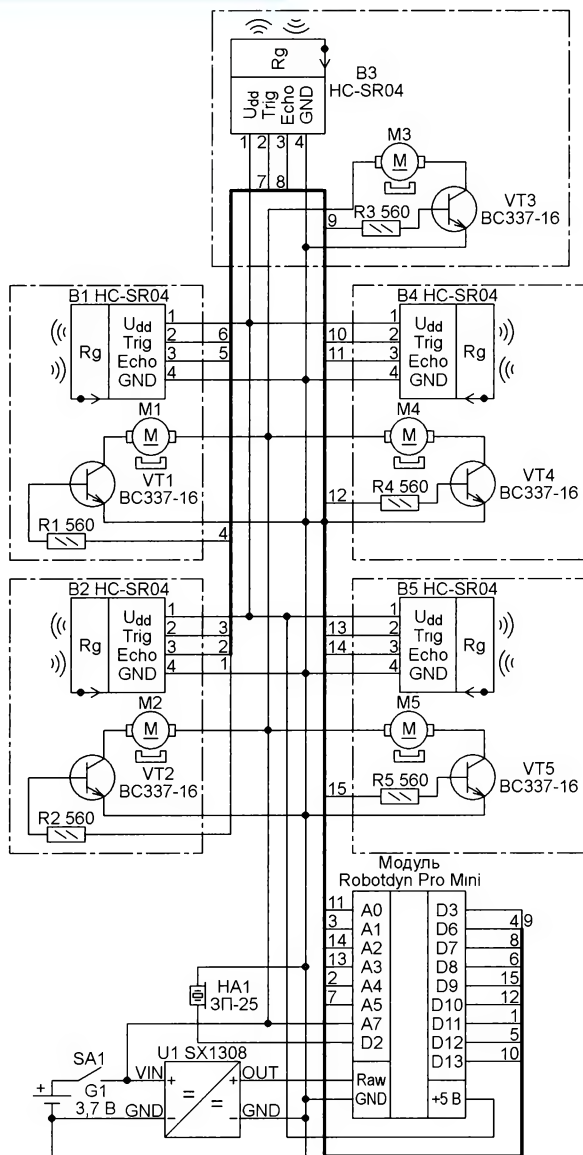 B3
HC-SR04
Rg
Udd
Trig
Echo
GND
1 2 3 4
7 8
M3
M
VT3
BC337-16
R3 560
9
B1 HC-SR04
Rg
Udd
Trig
Echo
GND
1
2
3
4
6
5
M1
M
VT1
BC337-16
R1 560
4
B4 HC-SR04
Udd
Trig
Echo
GND
Rg
1
2
3
4
10
11
M4
M
VT4
BC337-16
R4 560
12
B2 HC-SR04
Rg
Udd
Trig
Echo
GND
1
2
3
4
3
2
1
M2
M
VT2
BC337-16
R2 560
B5 HC-SR04
Udd
Trig
Echo
GND
Rg
1
2
3
4
13
14
M5
M
VT5
BC337-16
R5 560
15
Модуль
Robotdyn Pro Mini
11 A0 D3 9
3 A1 D6 4
14 A2 D7 8
13 A3 D8 6
2 A4 D9 15
7 A5 D10 12
A7 D11 1
D2 D12 5
D13 10
Raw
GND +5 В
HA1
ЗП-25
U1 SX1308
SA1
VIN + + OUT
= =
GND − − GND
+
G1
3,7 В